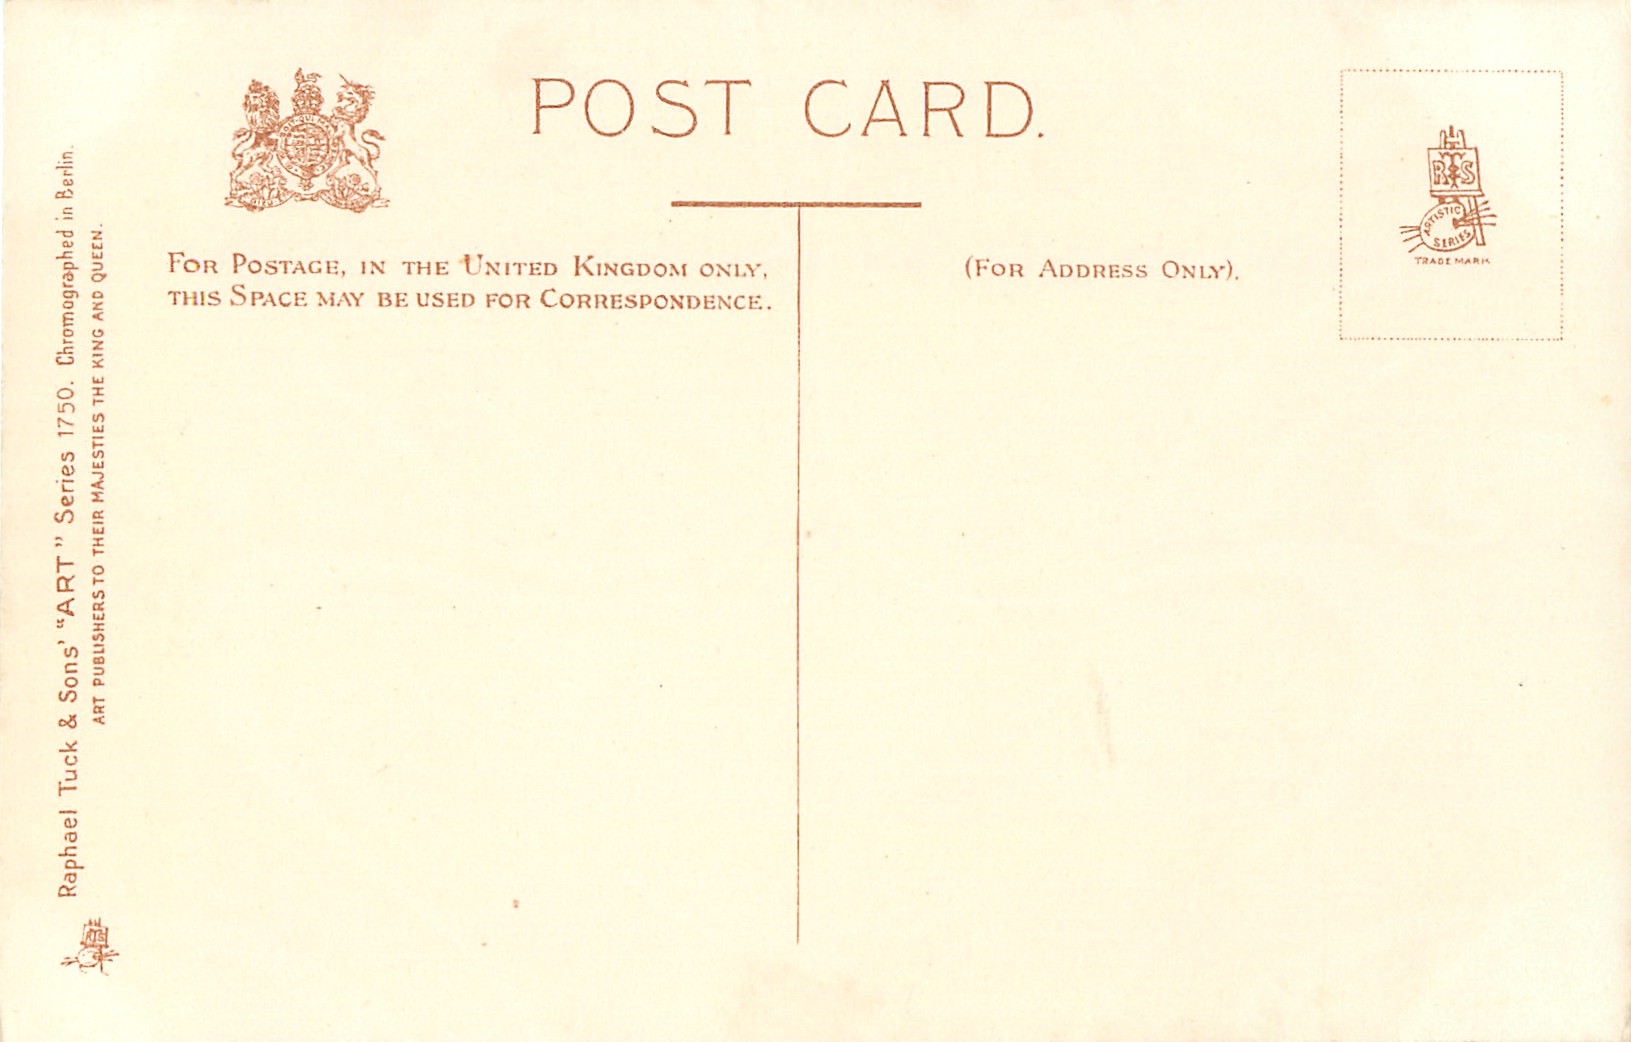 POST CARD.
FOR POSTAGE, IN THE UNITED KINGDOM ONLY,
THIS SPACE MAY BE USED FOR CORRESPONDENCE.
(FOR ADDRESS ONLY).
RTS
ARTISTIC
SERIES
TRADE MARK
Raphael Tuck & Sons' "ART" Series 1750. Chromographed in Berlin.
ART PUBLISHERS TO THEIR MAJESTIES THE KING AND QUEEN.
RTS